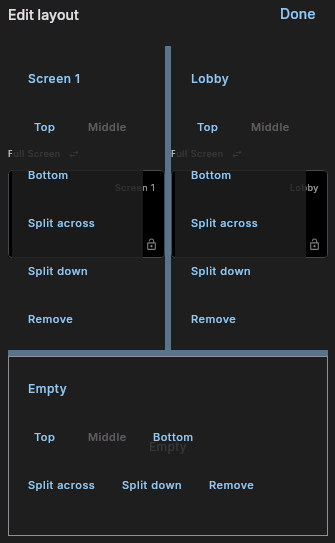 Edit layout Done
Screen 1 Lobby
Top Middle Top Middle
Full Screen Full Screen
Bottom Bottom
Screen 1 Lobby
Split across Split across
Split down Split down
Remove Remove
Empty
Top Middle Bottom
Empty
Split across Split down Remove